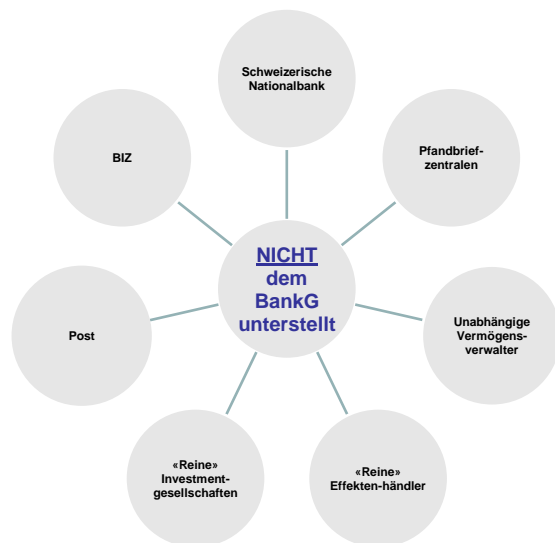 Schweizerische
Nationalbank
BIZ
Pfandbrief-
zentralen
NICHT
dem
BankG
unterstellt
Post
Unabhängige
Vermögens-
verwalter
«Reine»
Investment-
gesellschaften
«Reine»
Effekten-händler